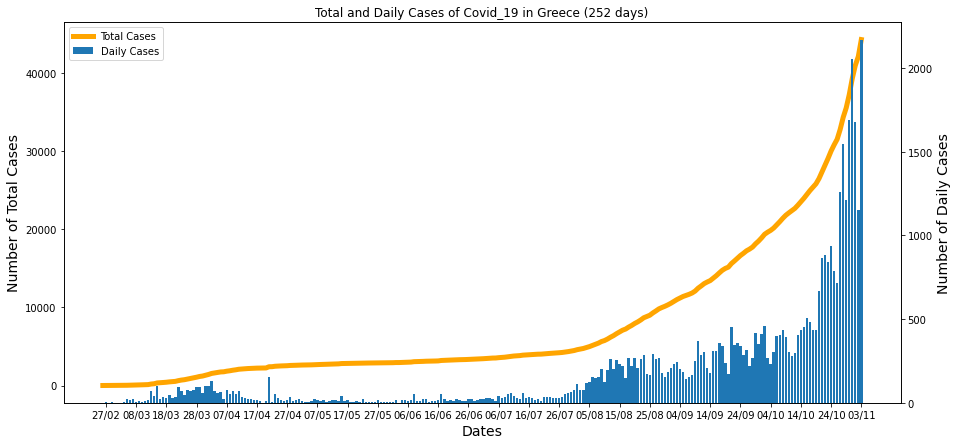 Total and Daily Cases of Covid_19 in Greece (252 days)
Total Cases
Daily Cases
Number of Total Cases
40000
30000
20000
10000
0
Number of Daily Cases
2000
1500
1000
500
0
27/02 08/03 18/03 28/03 07/04 17/04 27/04 07/05 17/05 27/05 06/06 16/06 26/06 07/06 16/07 26/07 05/08 15/08 25/08 04/09 14/09 24/09 04/10 14/10 24/10 03/11
Dates